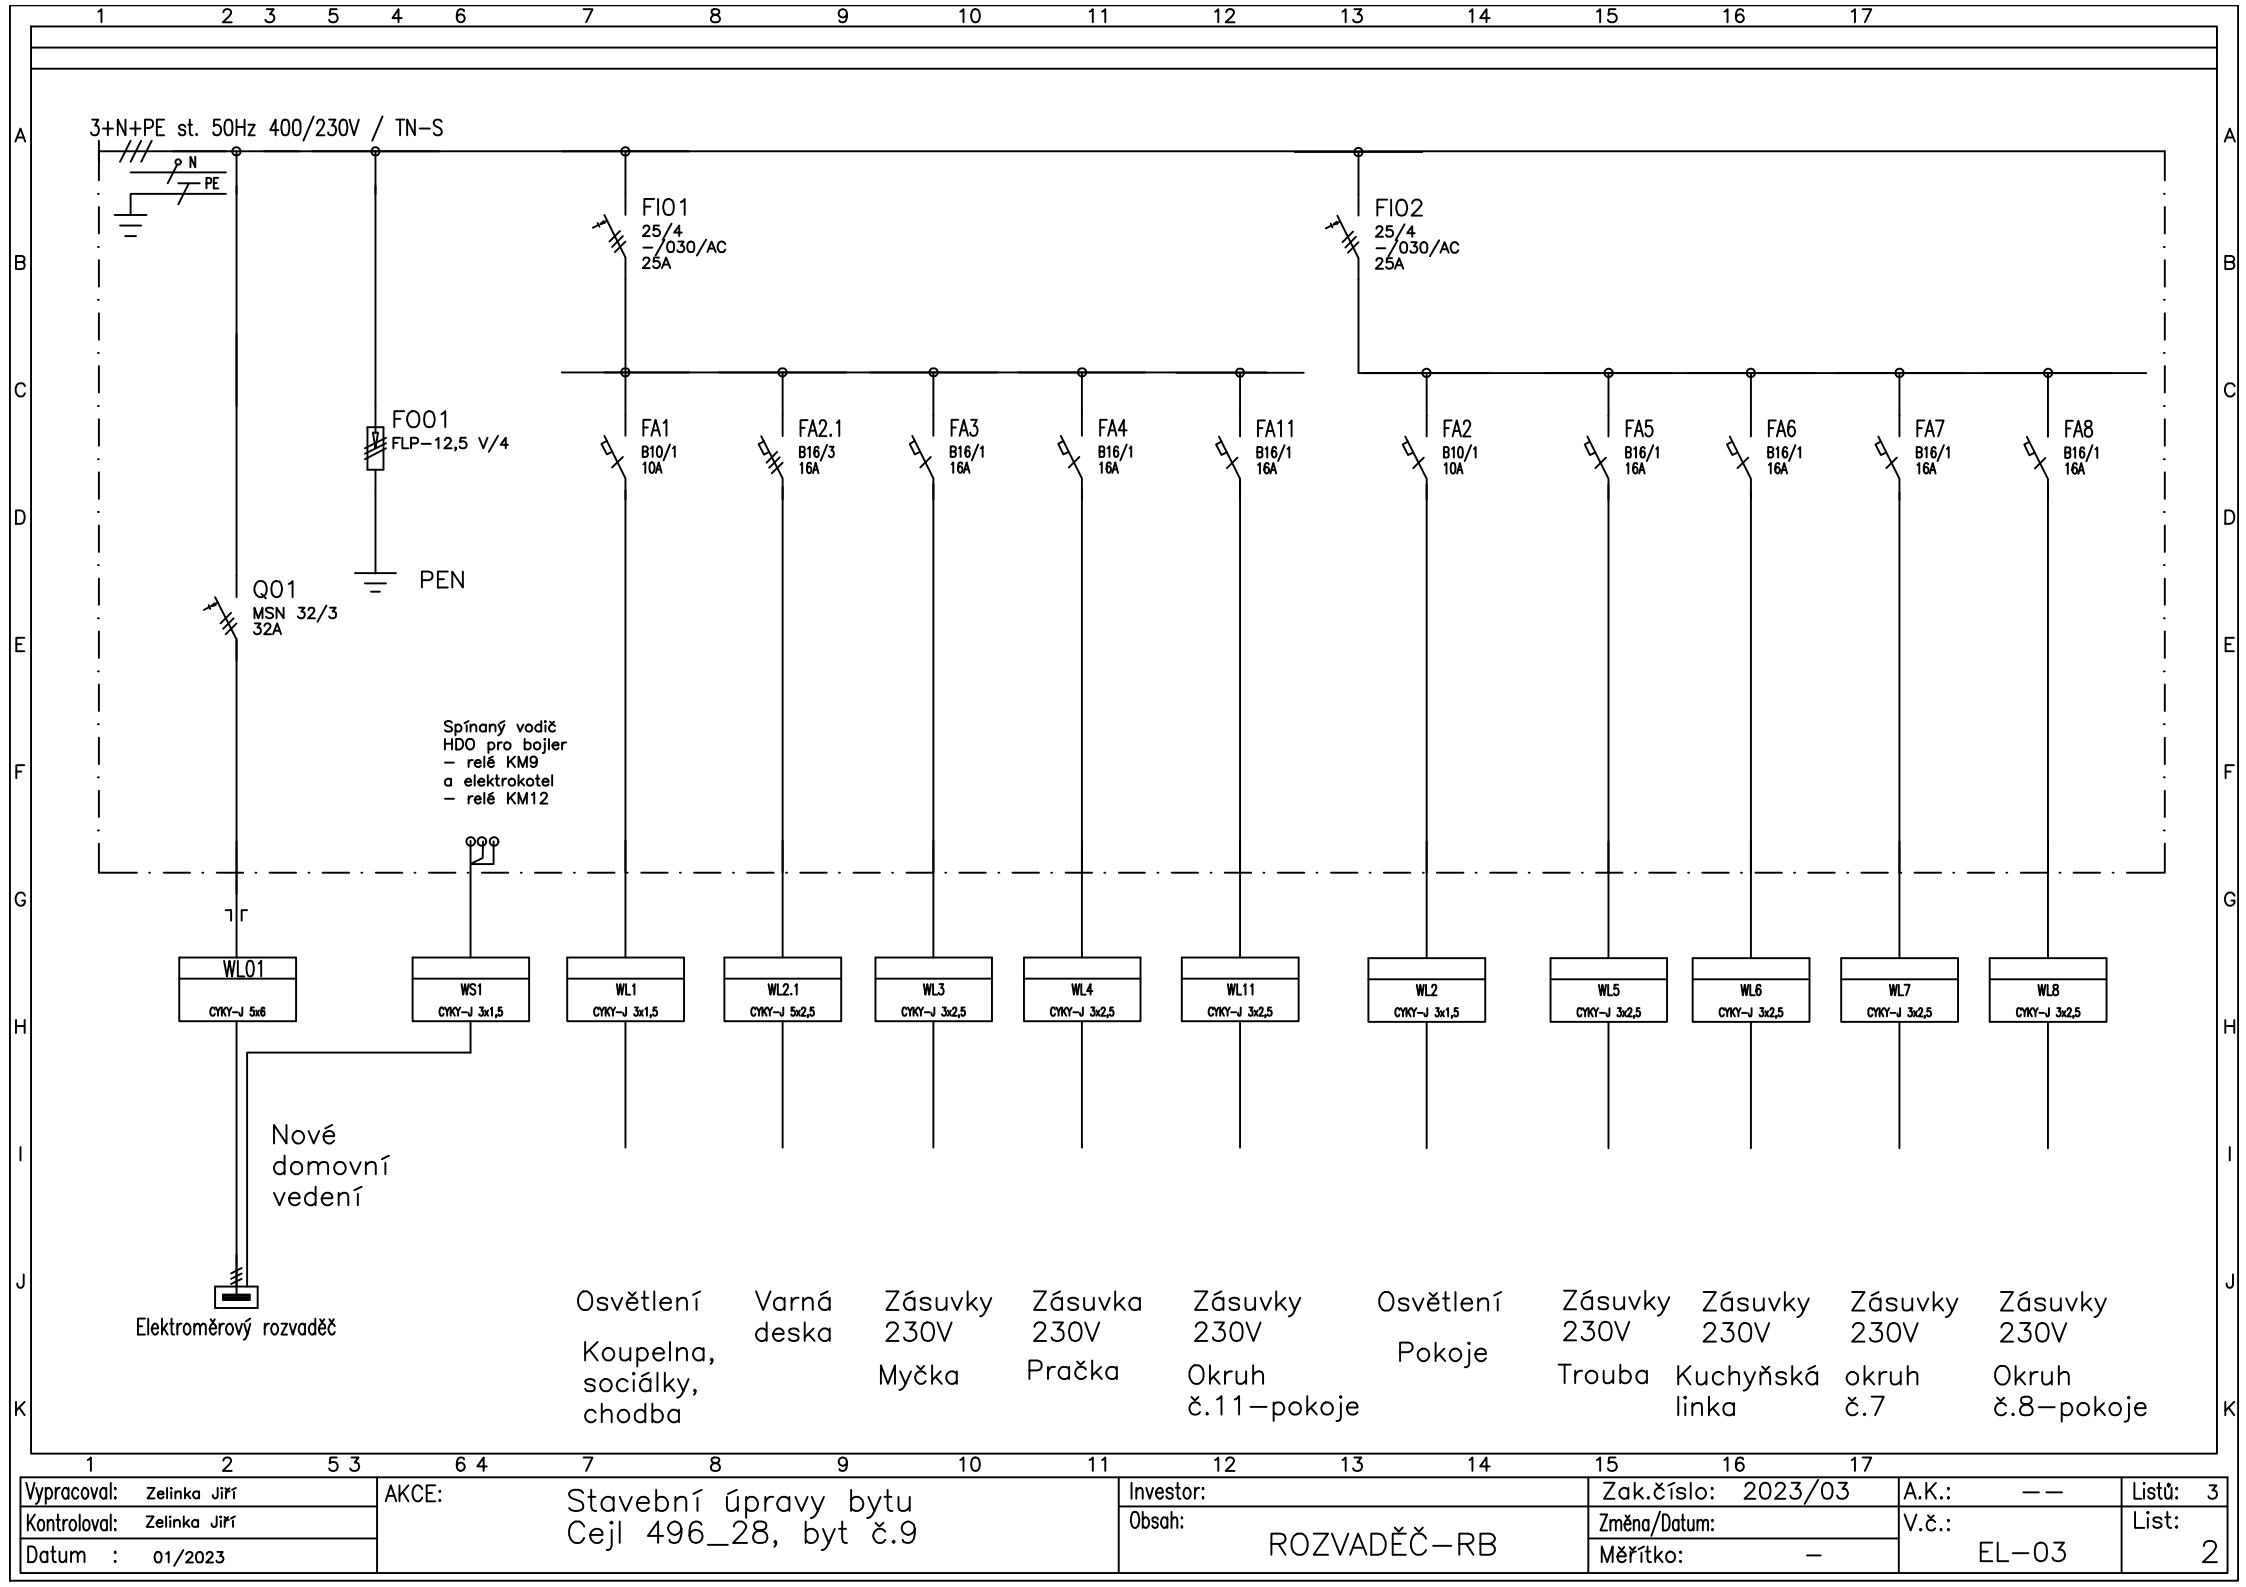 1 2 3 5 4 6 7 8 9 10 11 12 13 14 15 16 17
A A
3+N+PE st. 50Hz 400/230V / TN-S
N
PE
B B
FI01
25/4
-/030/AC
25A
FI02
25/4
-/030/AC
25A
C C
FO01
FLP-12,5 V/4
FA1
B10/1
10A
FA2.1
B16/3
16A
FA3
B16/1
16A
FA4
B16/1
16A
FA11
B16/1
16A
FA2
B10/1
10A
FA5
B16/1
16A
FA6
B16/1
16A
FA7
B16/1
16A
FA8
B16/1
16A
D D
PEN
Q01
MSN 32/3
32A
E E
Spínaný vodič
HDO pro bojler
- relé KM9
a elektrokotel
- relé KM12
F F
G G
WL01
CYKY-J 5x6
WS1
CYKY-J 3x1,5
WL1
CYKY-J 3x1,5
WL2.1
CYKY-J 5x2,5
WL3
CYKY-J 3x2,5
WL4
CYKY-J 3x2,5
WL11
CYKY-J 3x2,5
WL2
CYKY-J 3x1,5
WL5
CYKY-J 3x2,5
WL6
CYKY-J 3x2,5
WL7
CYKY-J 3x2,5
WL8
CYKY-J 3x2,5
H H
Nové
domovní
vedení
I I
J J
Elektroměrový rozvaděč
Osvětlení
Koupelna,
sociálky,
chodba
Varná
deska
Zásuvky
230V
Myčka
Zásuvka
230V
Pračka
Zásuvky
230V
Okruh
č.11-pokoje
Osvětlení
Pokoje
Zásuvky
230V
Trouba
Zásuvky
230V
Kuchyňská
linka
Zásuvky
230V
okruh
č.7
Zásuvky
230V
Okruh
č.8-pokoje
K K
1 2 5 3 6 4 7 8 9 10 11 12 13 14 15 16 17
Vypracoval: Zelinka Jiří
Kontroloval: Zelinka Jiří
Datum : 01/2023
AKCE:
Stavební úpravy bytu
Cejl 496_28, byt č.9
Investor:
Obsah:
ROZVADĚČ-RB
Zak.číslo: 2023/03
Změna/Datum:
Měřítko: -
A.K.: --
V.č.:
EL-03
Listů: 3
List:
2